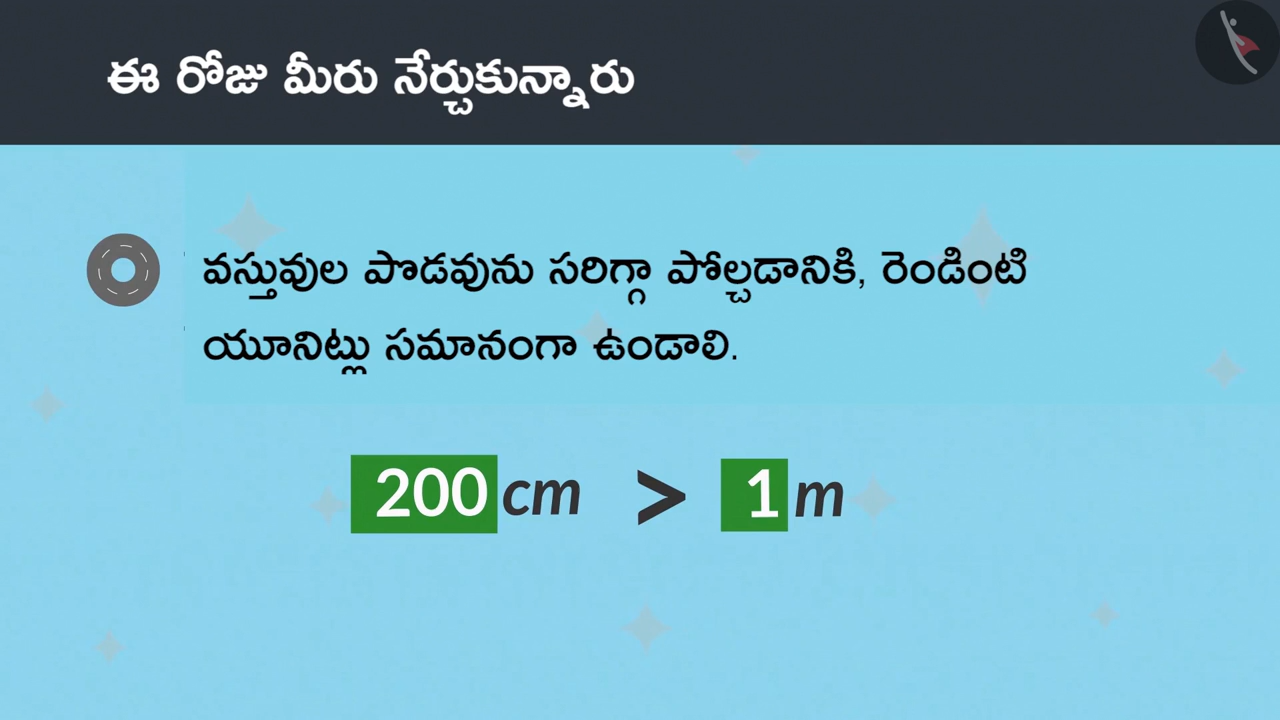 ఈ రోజు మీరు నేర్చుకున్నారు
వస్తువుల పొడవును సరిగ్గా పోల్చడానికి, రెండింటి
యూనిట్లు సమానంగా ఉండాలి.
200 cm > 1 m